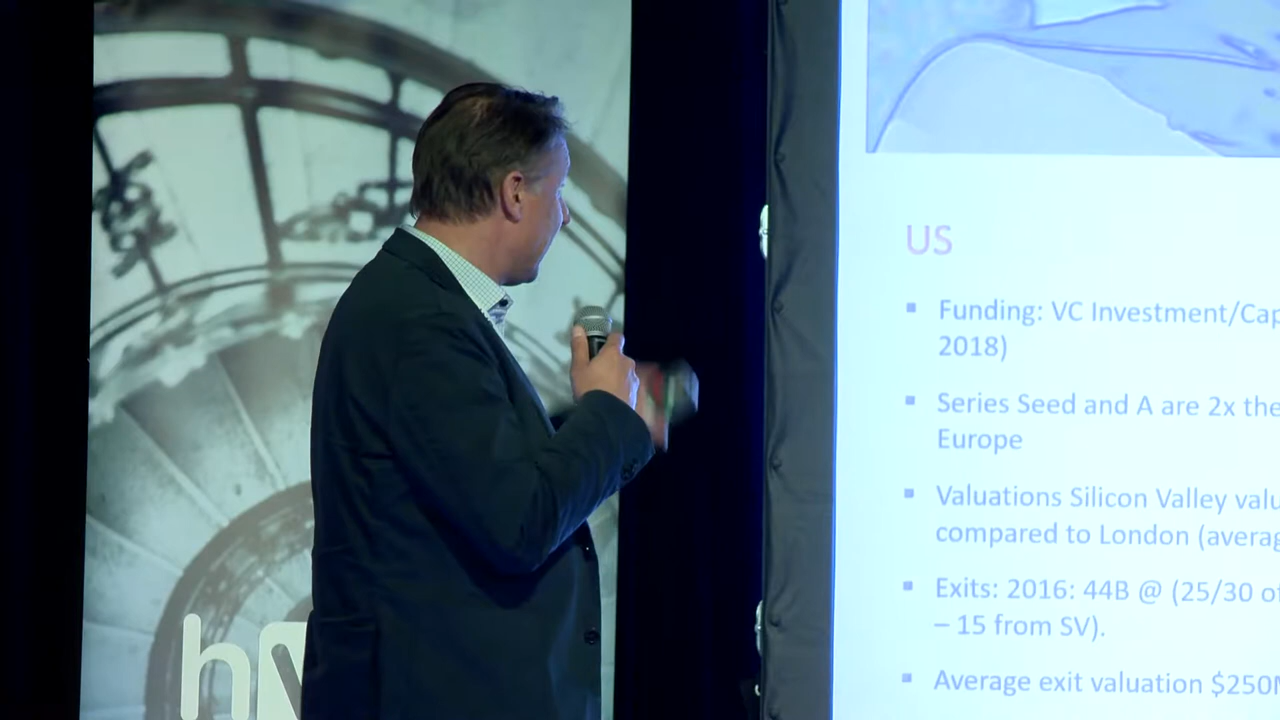 US
▪ Funding: VC Investment/Cap
2018)
▪ Series Seed and A are 2x the
Europe
▪ Valuations Silicon Valley valu
compared to London (averag
▪ Exits: 2016: 44B @ (25/30 of
– 15 from SV).
▪ Average exit valuation $250M
h